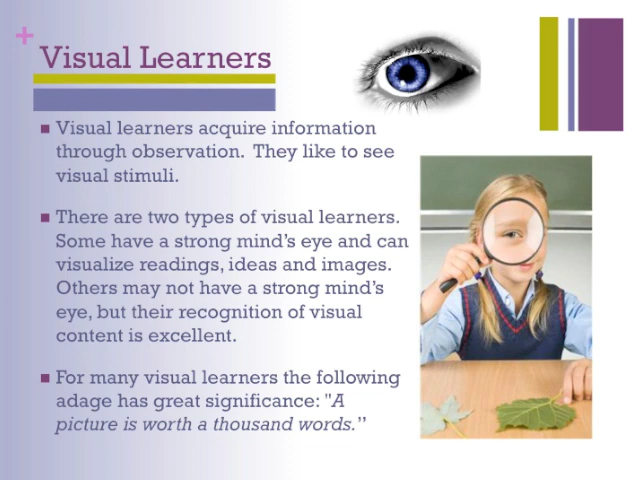 +
Visual Learners
■ Visual learners acquire information
through observation. They like to see
visual stimuli.
■ There are two types of visual learners.
Some have a strong mind’s eye and can
visualize readings, ideas and images.
Others may not have a strong mind’s
eye, but their recognition of visual
content is excellent.
■ For many visual learners the following
adage has great significance: "A
picture is worth a thousand words.”